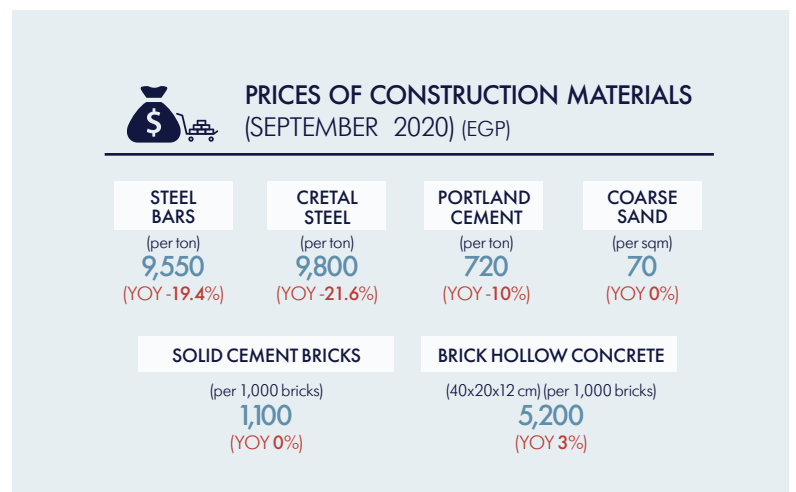 $
PRICES OF CONSTRUCTION MATERIALS
(SEPTEMBER 2020) (EGP)
STEEL
BARS
(per ton)
9,550
(YOY -19.4%)
CRETAL
STEEL
(per ton)
9,800
(YOY -21.6%)
PORTLAND
CEMENT
(per ton)
720
(YOY -10%)
COARSE
SAND
(per sqm)
70
(YOY 0%)
SOLID CEMENT BRICKS
(per 1,000 bricks)
1,100
(YOY 0%)
BRICK HOLLOW CONCRETE
(40x20x12 cm) (per 1,000 bricks)
5,200
(YOY 3%)